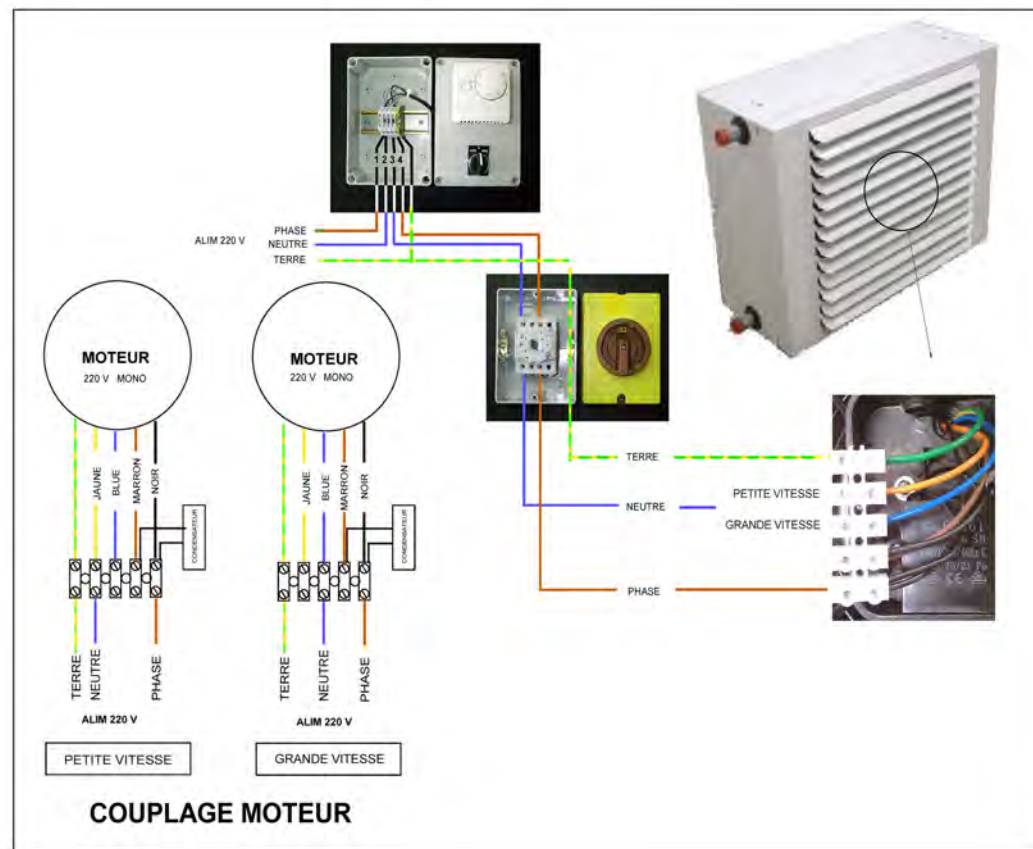 1 2 3 4
PHASE
ALIM 220 V
NEUTRE
TERRE
MOTEUR
220 V MONO
MOTEUR
220 V MONO
JAUNE
BLUE
MARRON
NOIR
CONDENSATEUR
JAUNE
BLUE
MARRON
NOIR
CONDENSATEUR
TERRE
PETITE VITESSE
NEUTRE
GRANDE VITESSE
PHASE
TERRE
NEUTRE
PHASE
TERRE
NEUTRE
PHASE
ALIM 220 V
ALIM 220 V
PETITE VITESSE
GRANDE VITESSE
COUPLAGE MOTEUR